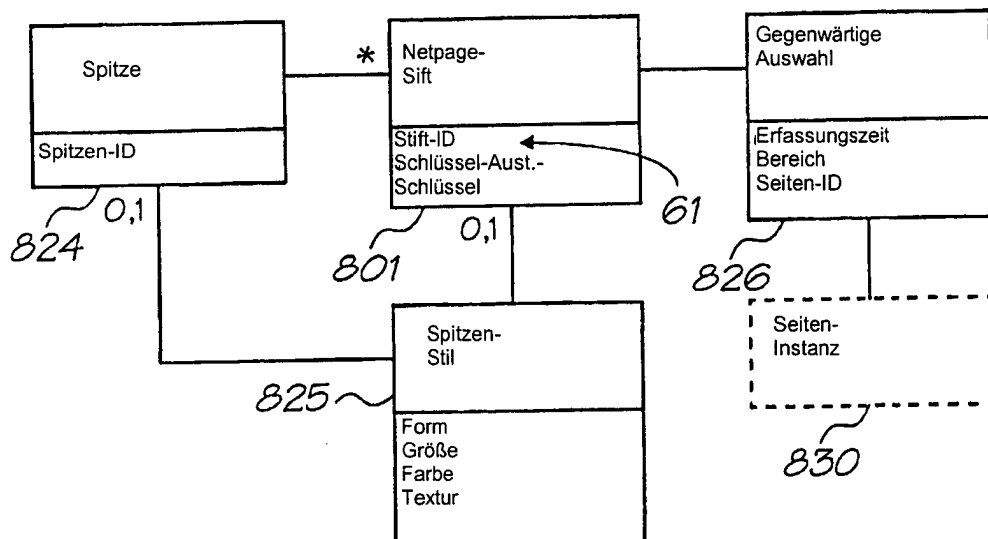 Spitze
Spitzen-ID
824
0,1
*
Netpage-
Sift
Stift-ID
Schlüssel-Aust.-
Schlüssel
801
0,1
61
Gegenwärtige
Auswahl
Erfassungszeit
Bereich
Seiten-ID
826
Spitzen-
Stil
825
Form
Größe
Farbe
Textur
Seiten-
Instanz
830